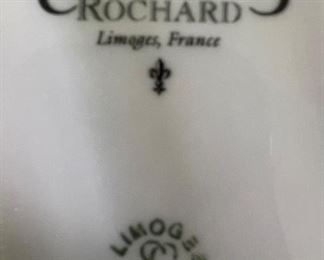 ROCHARD
Limoges, France
LIMOGES